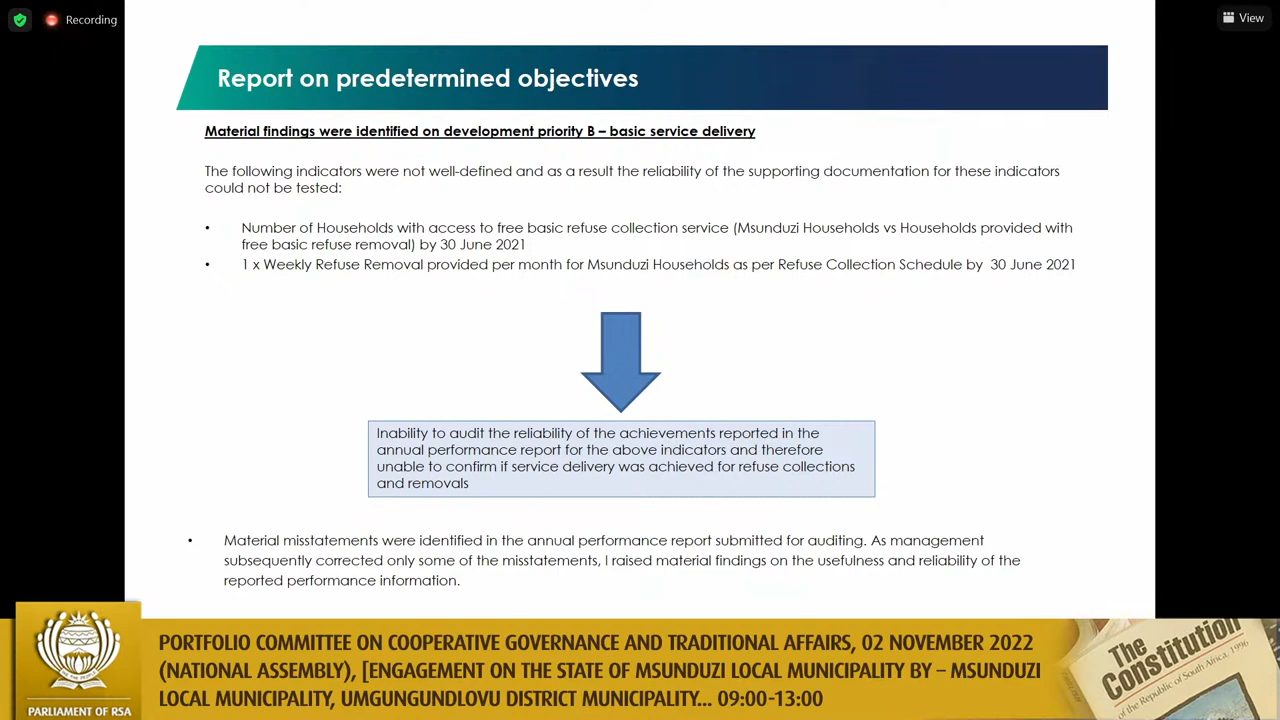 Recording
View
Report on predetermined objectives
Material findings were identified on development priority B – basic service delivery
The following indicators were not well-defined and as a result the reliability of the supporting documentation for these indicators
could not be tested:
• Number of Households with access to free basic refuse collection service (Msunduzi Households vs Households provided with
free basic refuse removal) by 30 June 2021
• 1 x Weekly Refuse Removal provided per month for Msunduzi Households as per Refuse Collection Schedule by 30 June 2021
Inability to audit the reliability of the achievements reported in the
annual performance report for the above indicators and therefore
unable to confirm if service delivery was achieved for refuse collections
and removals
• Material misstatements were identified in the annual performance report submitted for auditing. As management
subsequently corrected only some of the misstatements, I raised material findings on the usefulness and reliability of the
reported performance information.
PARLIAMENT OF RSA
PORTFOLIO COMMITTEE ON COOPERATIVE GOVERNANCE AND TRADITIONAL AFFAIRS, 02 NOVEMBER 2022
(NATIONAL ASSEMBLY), [ENGAGEMENT ON THE STATE OF MSUNDUZI LOCAL MUNICIPALITY BY – MSUNDUZI
LOCAL MUNICIPALITY, UMGUNGUNDLOVU DISTRICT MUNICIPALITY... 09:00-13:00
The
Constitution
of the Republic of South Africa, 1996